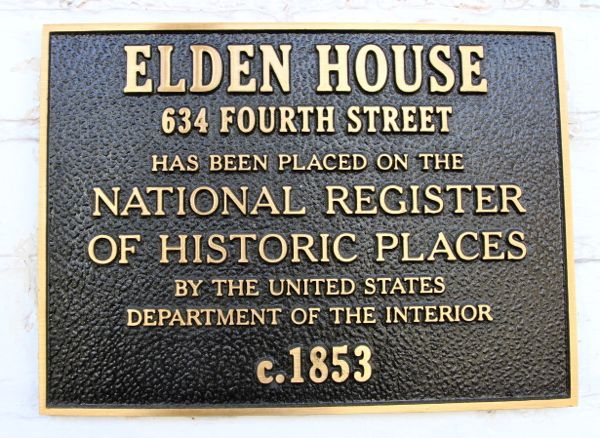 ELDEN HOUSE
634 FOURTH STREET
HAS BEEN PLACED ON THE
NATIONAL REGISTER
OF HISTORIC PLACES
BY THE UNITED STATES
DEPARTMENT OF THE INTERIOR
c.1853